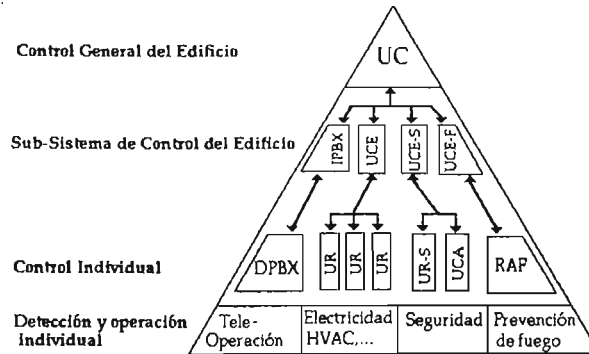 Control General del Edificio
UC
Sub-Sistema de Control del Edificio
IPBX
UCE
UCE-S
UCE-F
Control Individual
DPBX
UR
UR
UR
UR-S
UCA
RAF
Detección y operación
Individual
Tele-
Operación
Electricidad
HVAC,...
Seguridad
Prevención
de fuego